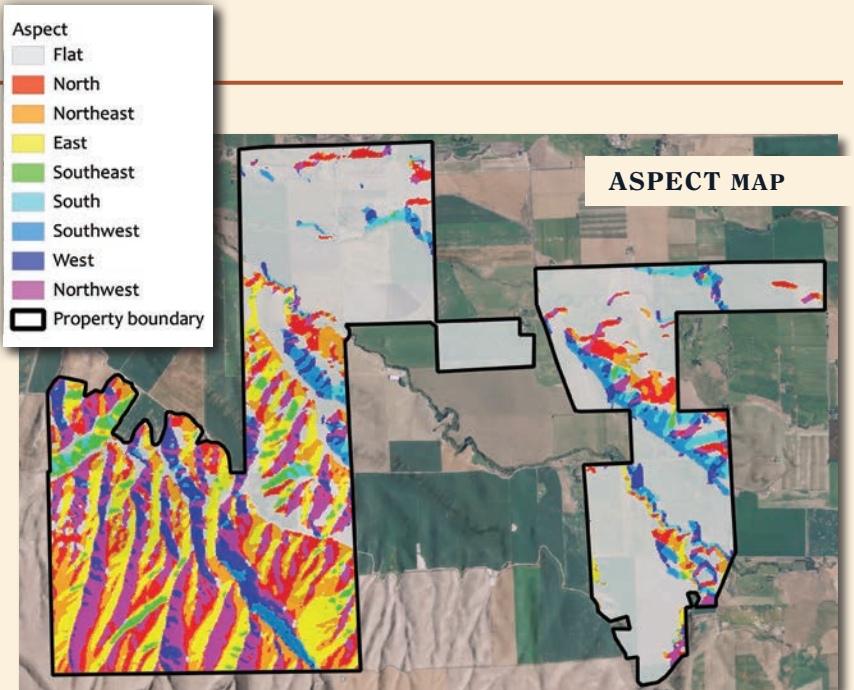 Aspect
Flat
North
Northeast
East
Southeast
South
Southwest
West
Northwest
Property boundary
ASPECT MAP